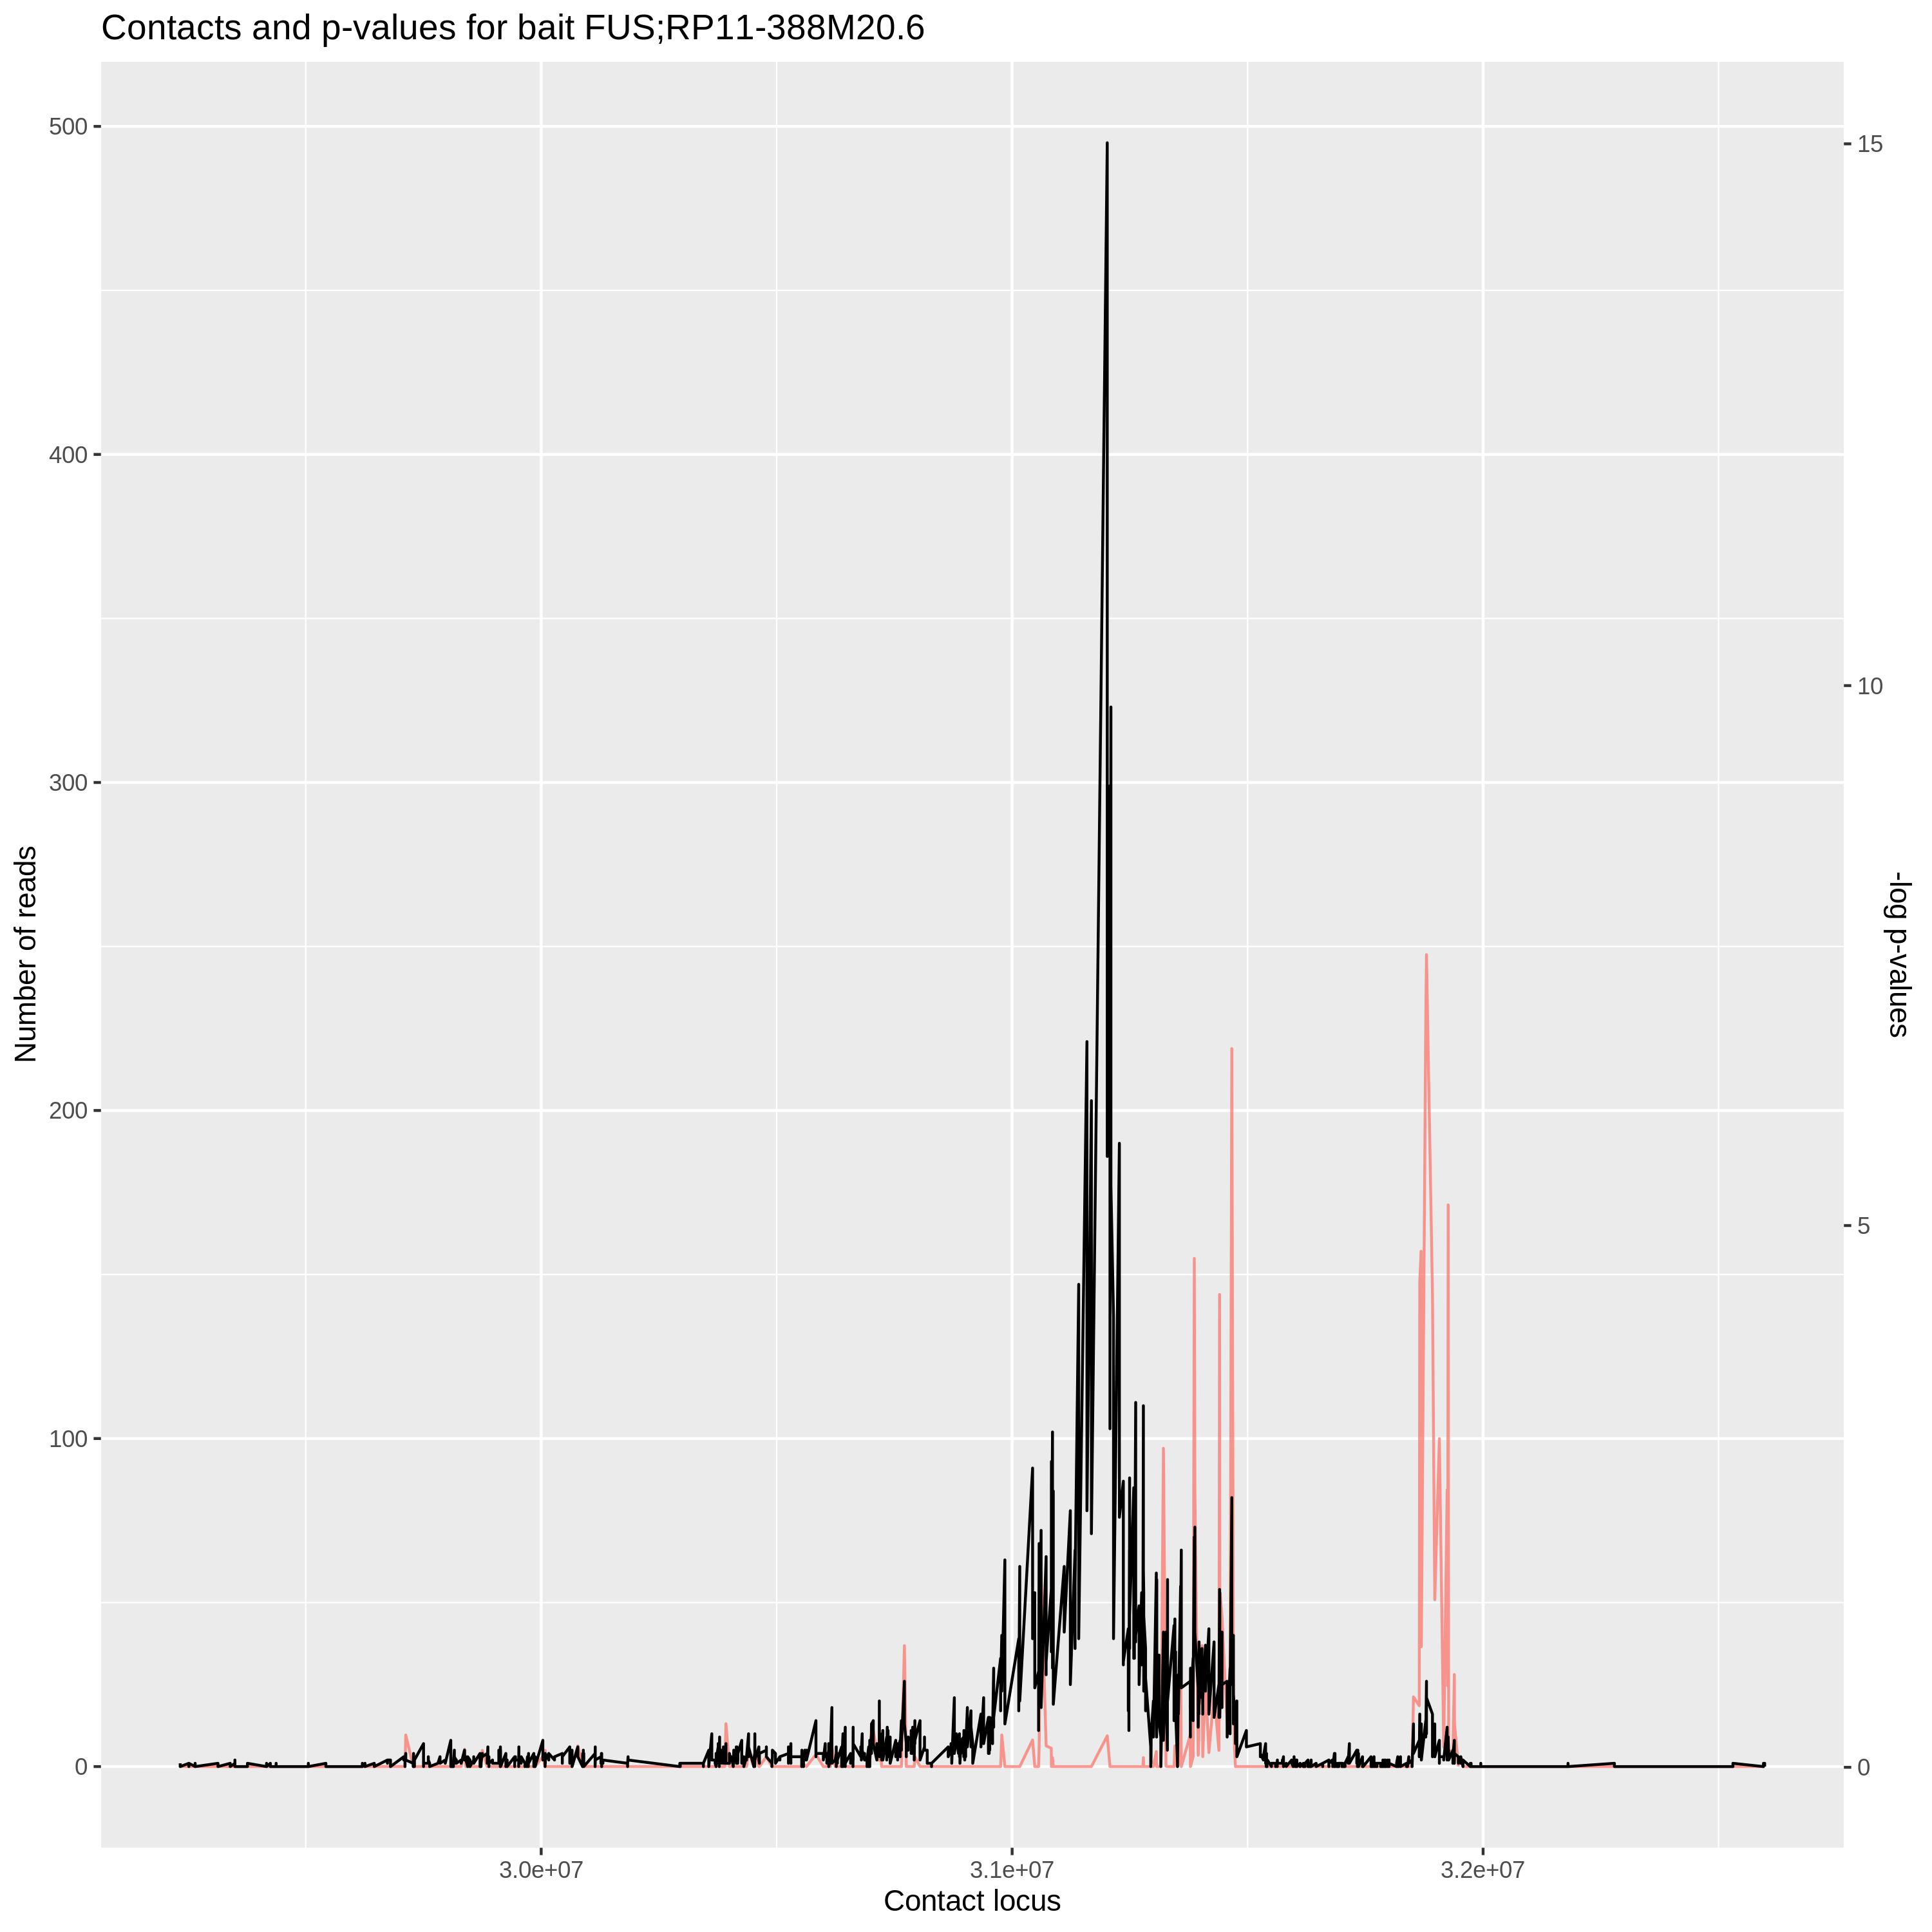 Contacts and p-values for bait FUS;RP11-388M20.6
500
400
300
200
100
0
Number of reads
15
10
5
0
-log p-values
3.0e+07
3.1e+07
3.2e+07
Contact locus